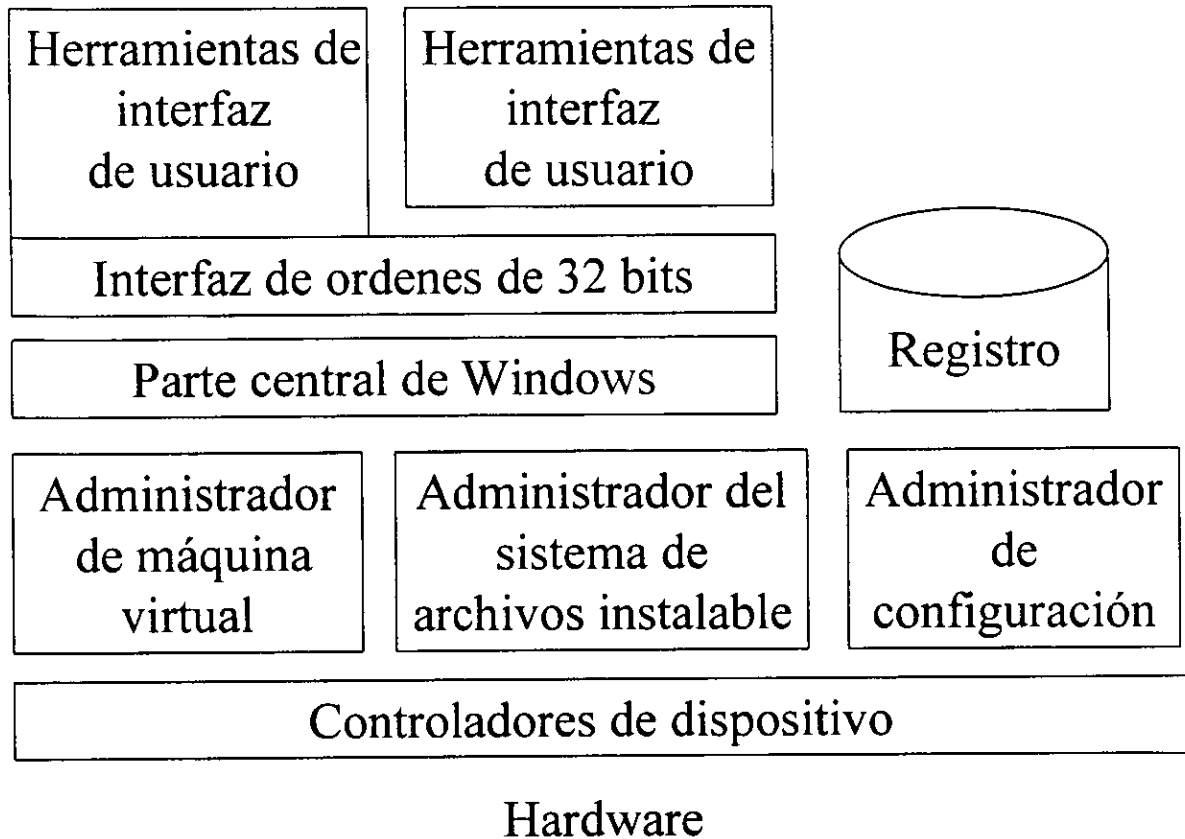 Herramientas de
interfaz
de usuario
Herramientas de
interfaz
de usuario
Interfaz de ordenes de 32 bits
Parte central de Windows
Registro
Administrador
de máquina
virtual
Administrador del
sistema de
archivos instalable
Administrador
de
configuración
Controladores de dispositivo
Hardware